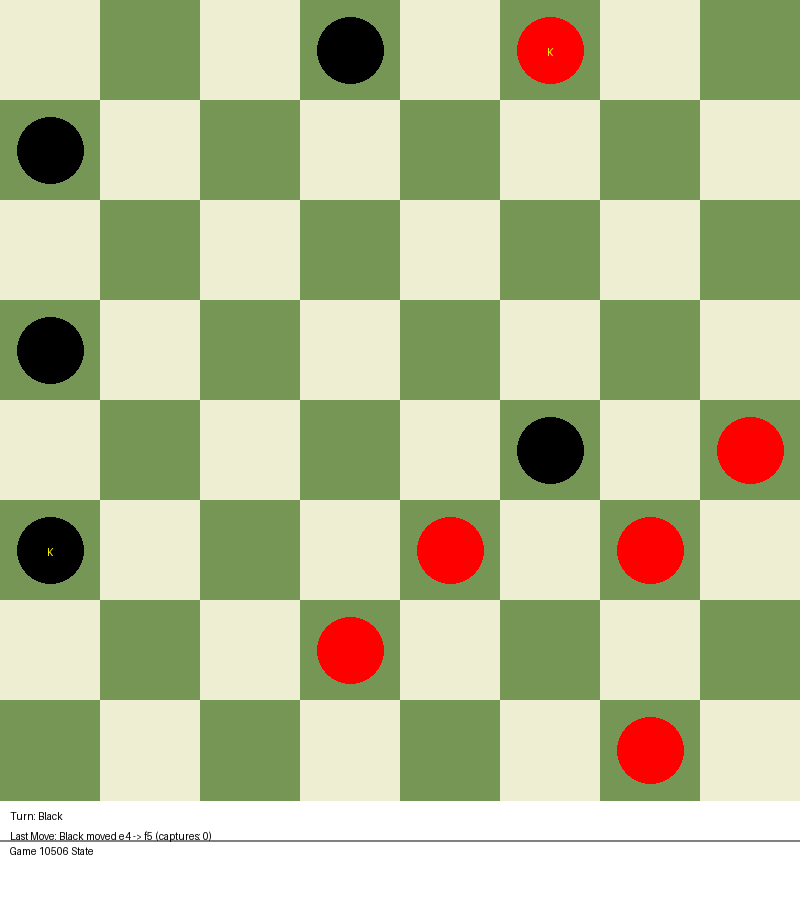 K
K
Turn: Black
Last Move: Black moved e4 -> f5 (captures: 0)
Game 10506 State